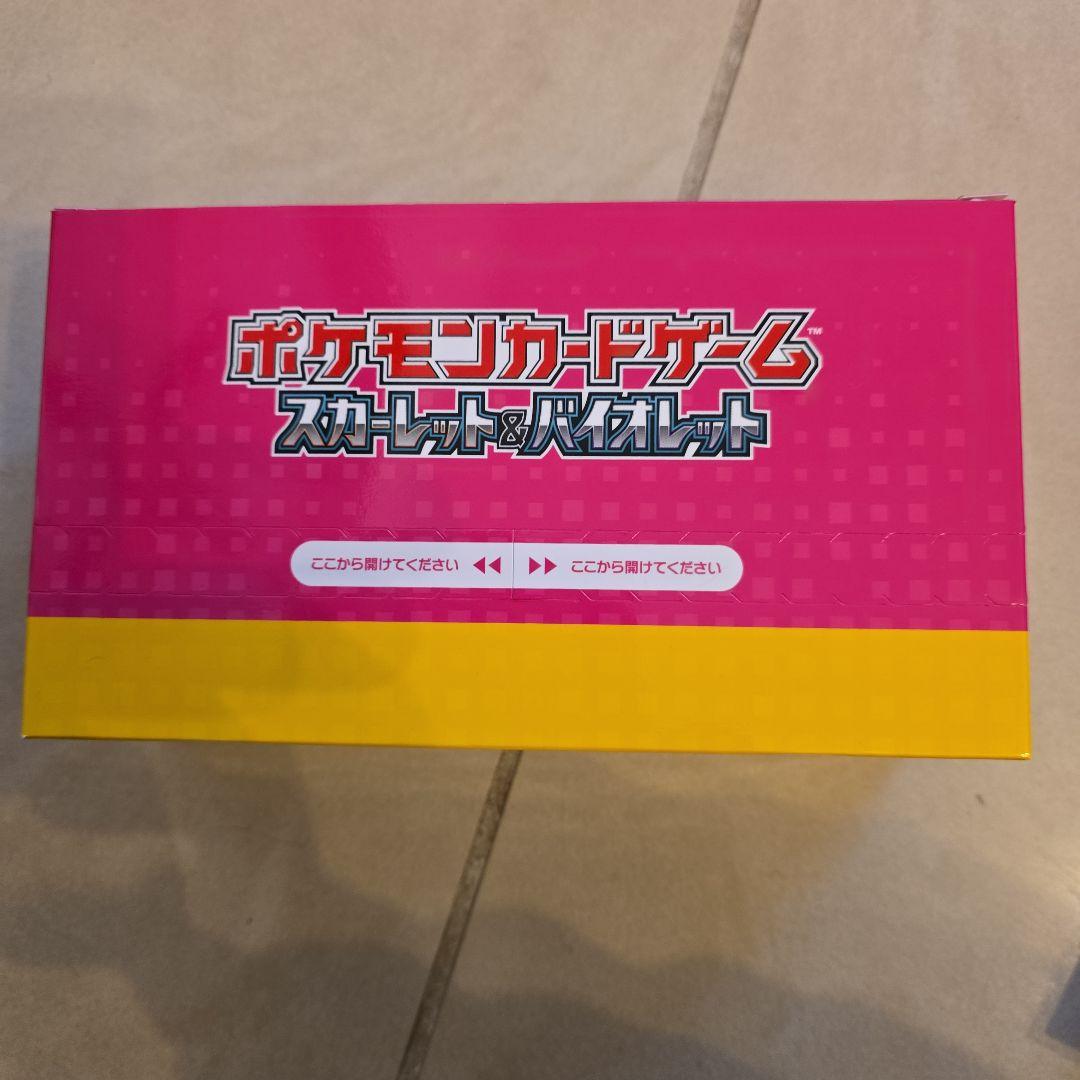 ポケモンカードゲーム™
スカーレット&バイオレット
ここから開けてください ◀◀ ▶▶ ここから開けてください